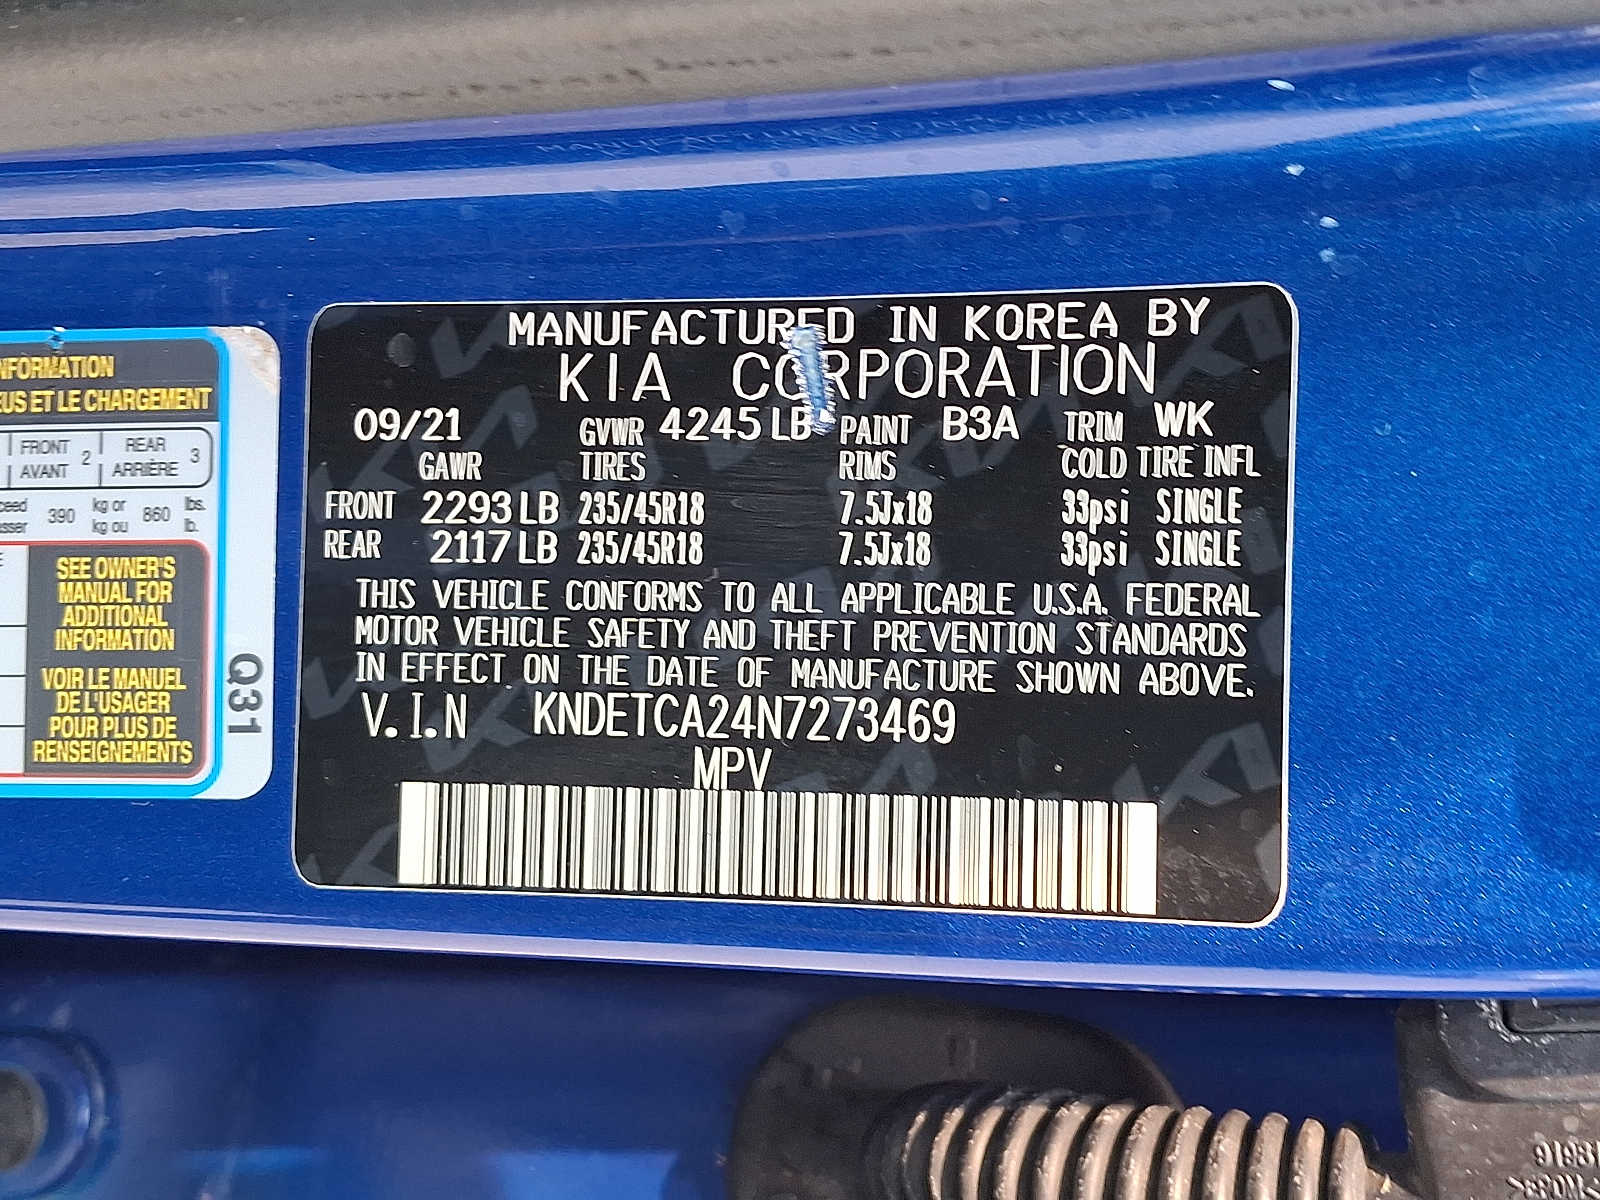 MANUFACTURED IN KOREA BY
KIA CORPORATION
09/21 GVWR 4245 LB PAINT B3A TRIM WK
GAWR TIRES RIMS COLD TIRE INFL
FRONT 2293 LB 235/45R18 7.5Jx18 33psi SINGLE
REAR 2117 LB 235/45R18 7.5Jx18 33psi SINGLE
THIS VEHICLE CONFORMS TO ALL APPLICABLE U.S.A. FEDERAL
MOTOR VEHICLE SAFETY AND THEFT PREVENTION STANDARDS
IN EFFECT ON THE DATE OF MANUFACTURE SHOWN ABOVE.
V.I.N KNDETCA24N7273469
MPV
NFORMATION
EUS ET LE CHARGEMENT
FRONT 2 REAR 3
AVANT ARRIÈRE
kg or lbs.
390 860
kg ou lb.
SEE OWNER'S
MANUAL FOR
ADDITIONAL
INFORMATION
VOIR LE MANUEL
DE L'USAGER
POUR PLUS DE
RENSEIGNEMENTS
Q31